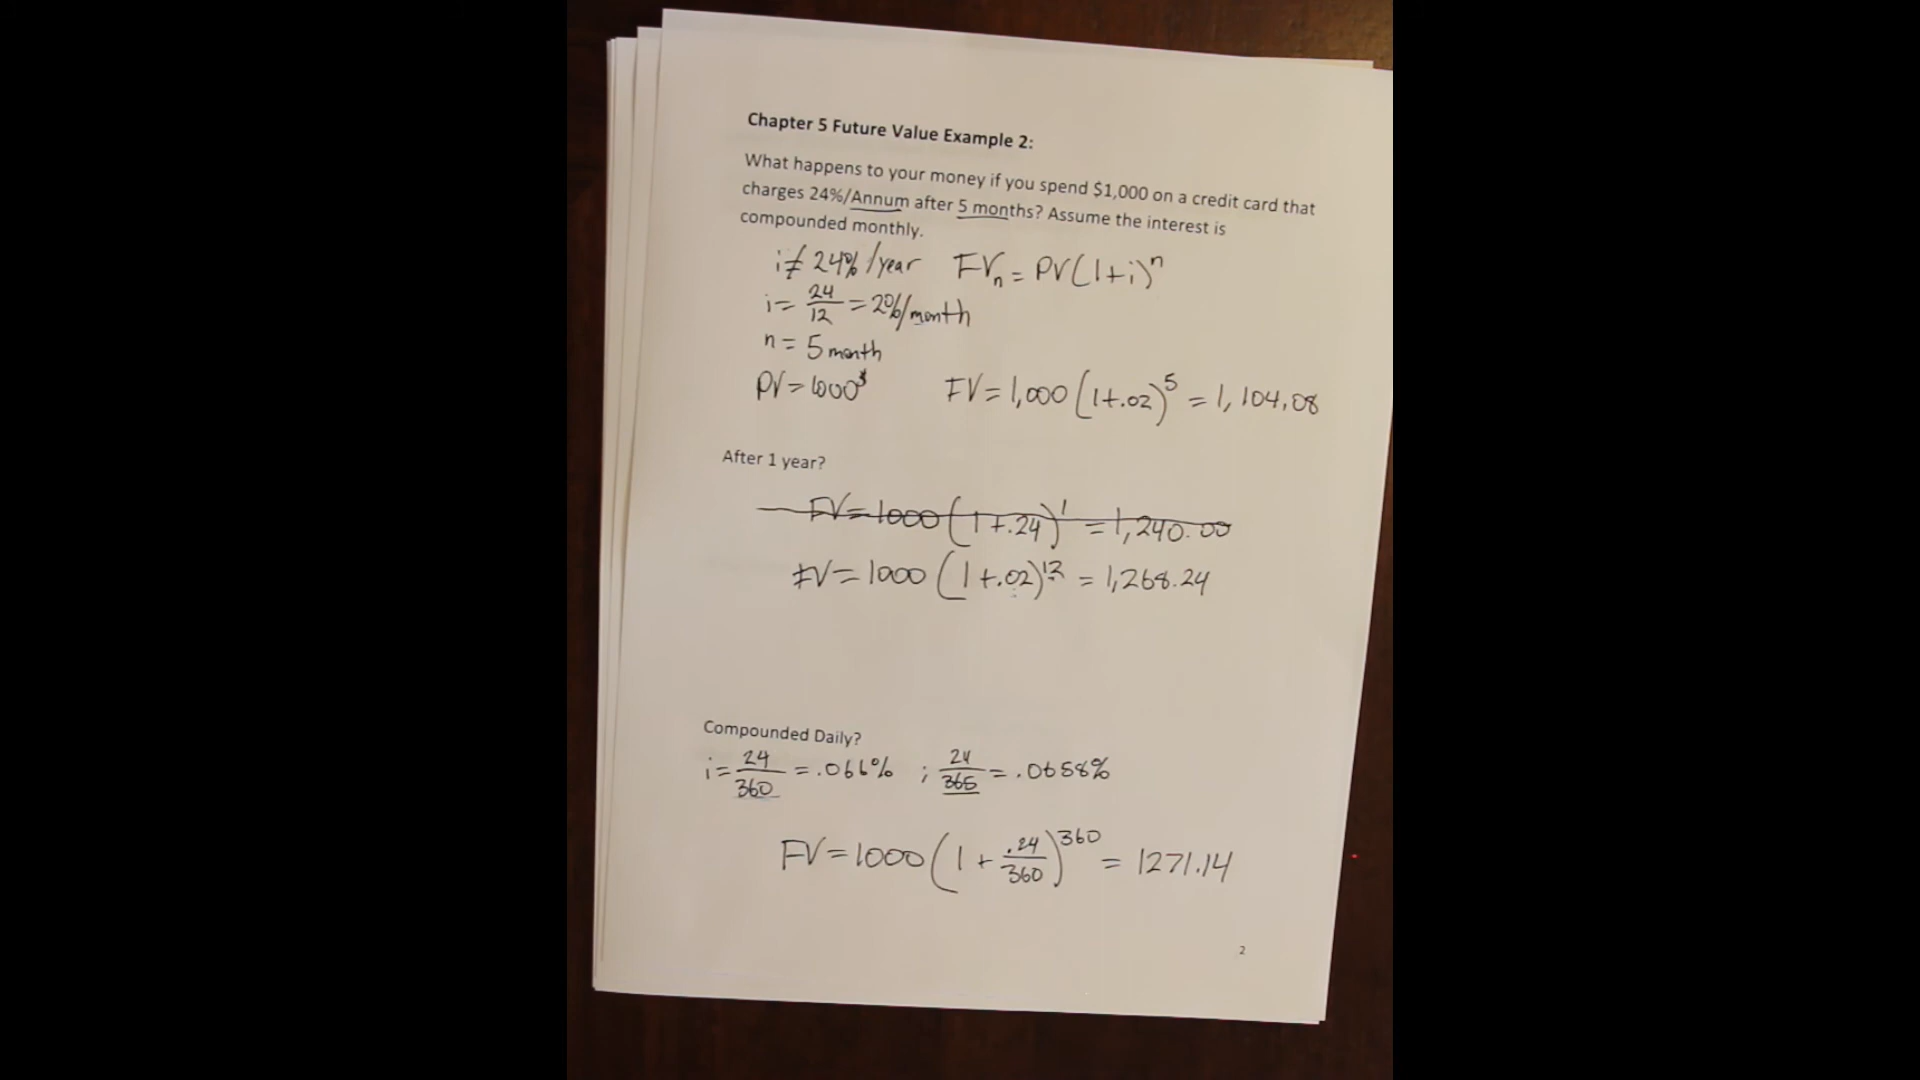 Chapter 5 Future Value Example 2:
What happens to your money if you spend $1,000 on a credit card that
charges 24%/Annum after 5 months? Assume the interest is
compounded monthly.
i ≠ 24% /year FVn = PV(1+i)^n
i = 24/12 = 2%/month
n = 5 month
PV = 1000$ FV = 1,000 (1+.02)^5 = 1,104.08
After 1 year?
FV = 1000 (1+.24)^1 = 1,240.00
FV = 1000 (1+.02)^12 = 1,268.24
Compounded Daily?
i = 24/360 = .066% ; 24/365 = .0658%
FV = 1000 (1 + .24/360)^360 = 1271.14
2